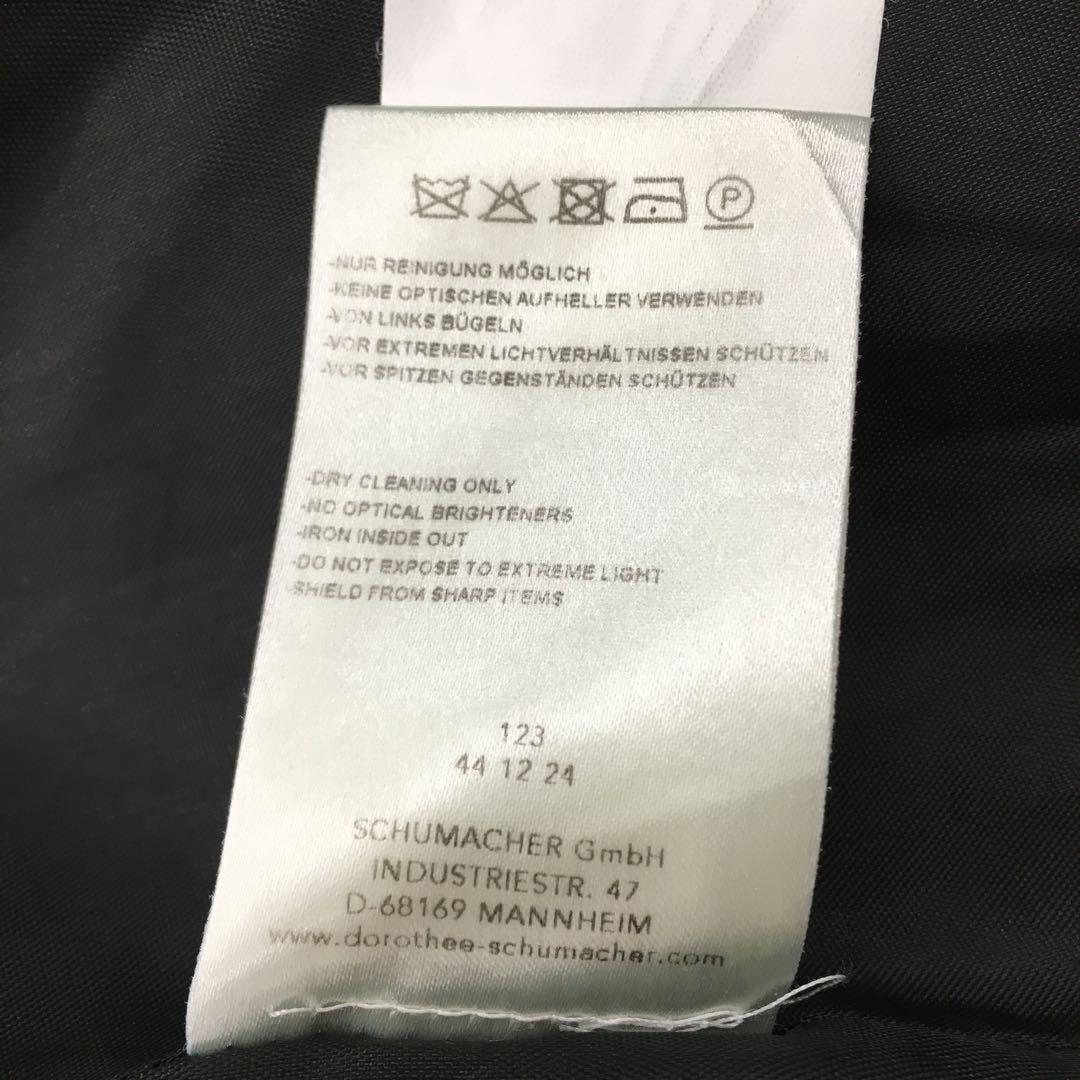 P
-NUR REINIGUNG MÖGLICH
-KEINE OPTISCHEN AUFHELLER VERWENDEN
-VON LINKS BÜGELN
-VOR EXTREMEN LICHTVERHÄLTNISSEN SCHÜTZEN
-VOR SPITZEN GEGENSTÄNDEN SCHÜTZEN
-DRY CLEANING ONLY
-NO OPTICAL BRIGHTENERS
-IRON INSIDE OUT
-DO NOT EXPOSE TO EXTREME LIGHT
-SHIELD FROM SHARP ITEMS
123
44 12 24
SCHUMACHER GmbH
INDUSTRIESTR. 47
D-68169 MANNHEIM
www.dorothee-schumacher.com